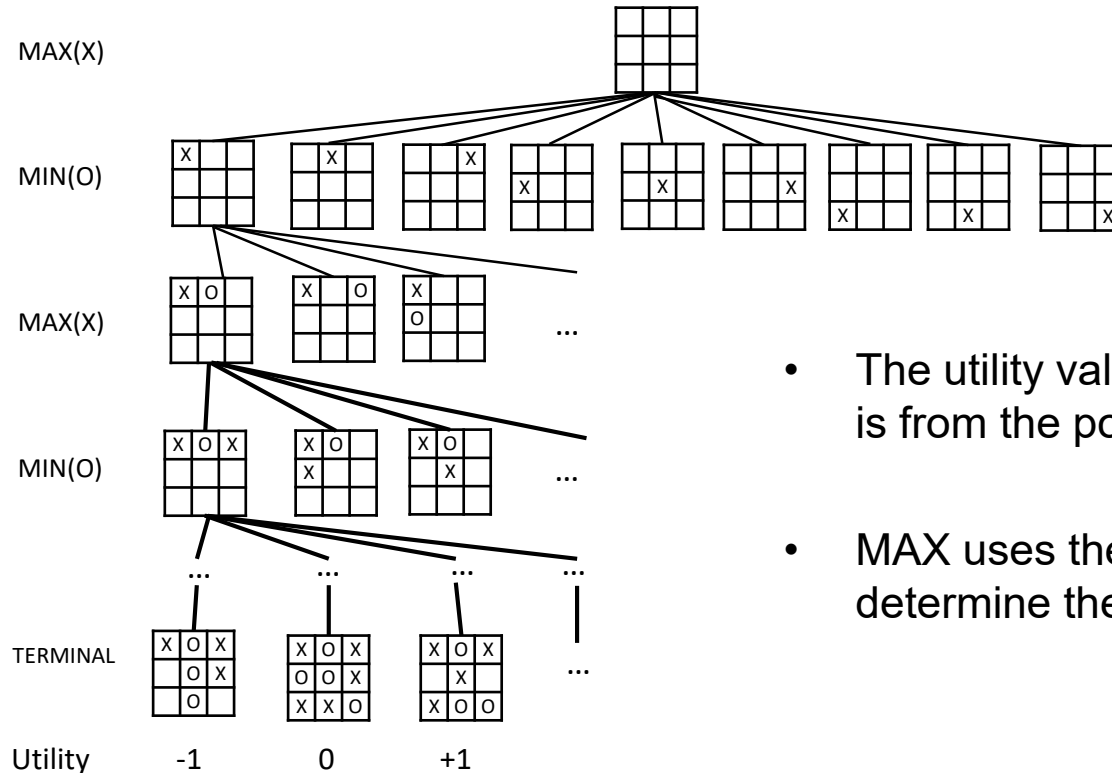 MAX(X)
MIN(O)
X
X
X
X
X
X
X
X
X
MAX(X)
X O
X O
X
O
...
MIN(O)
X O X
X O
X
X O
X
...
... ... ... ...
TERMINAL
X O X
O X
O
X O X
O O X
X X O
X O X
X
X O O
...
Utility -1 0 +1
• The utility val
is from the po
• MAX uses the
determine the